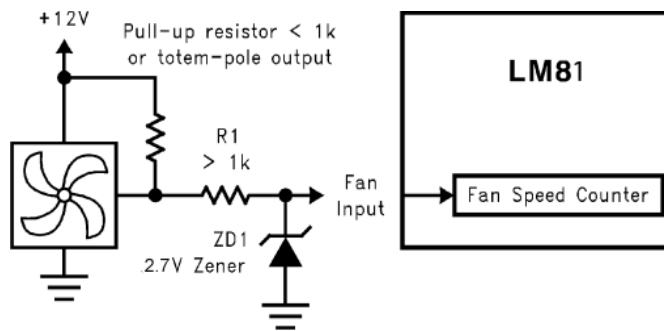 +12V
Pull-up resistor < 1k
or totem-pole output
R1
> 1k
Fan
Input
ZD1
2.7V Zener
LM81
Fan Speed Counter